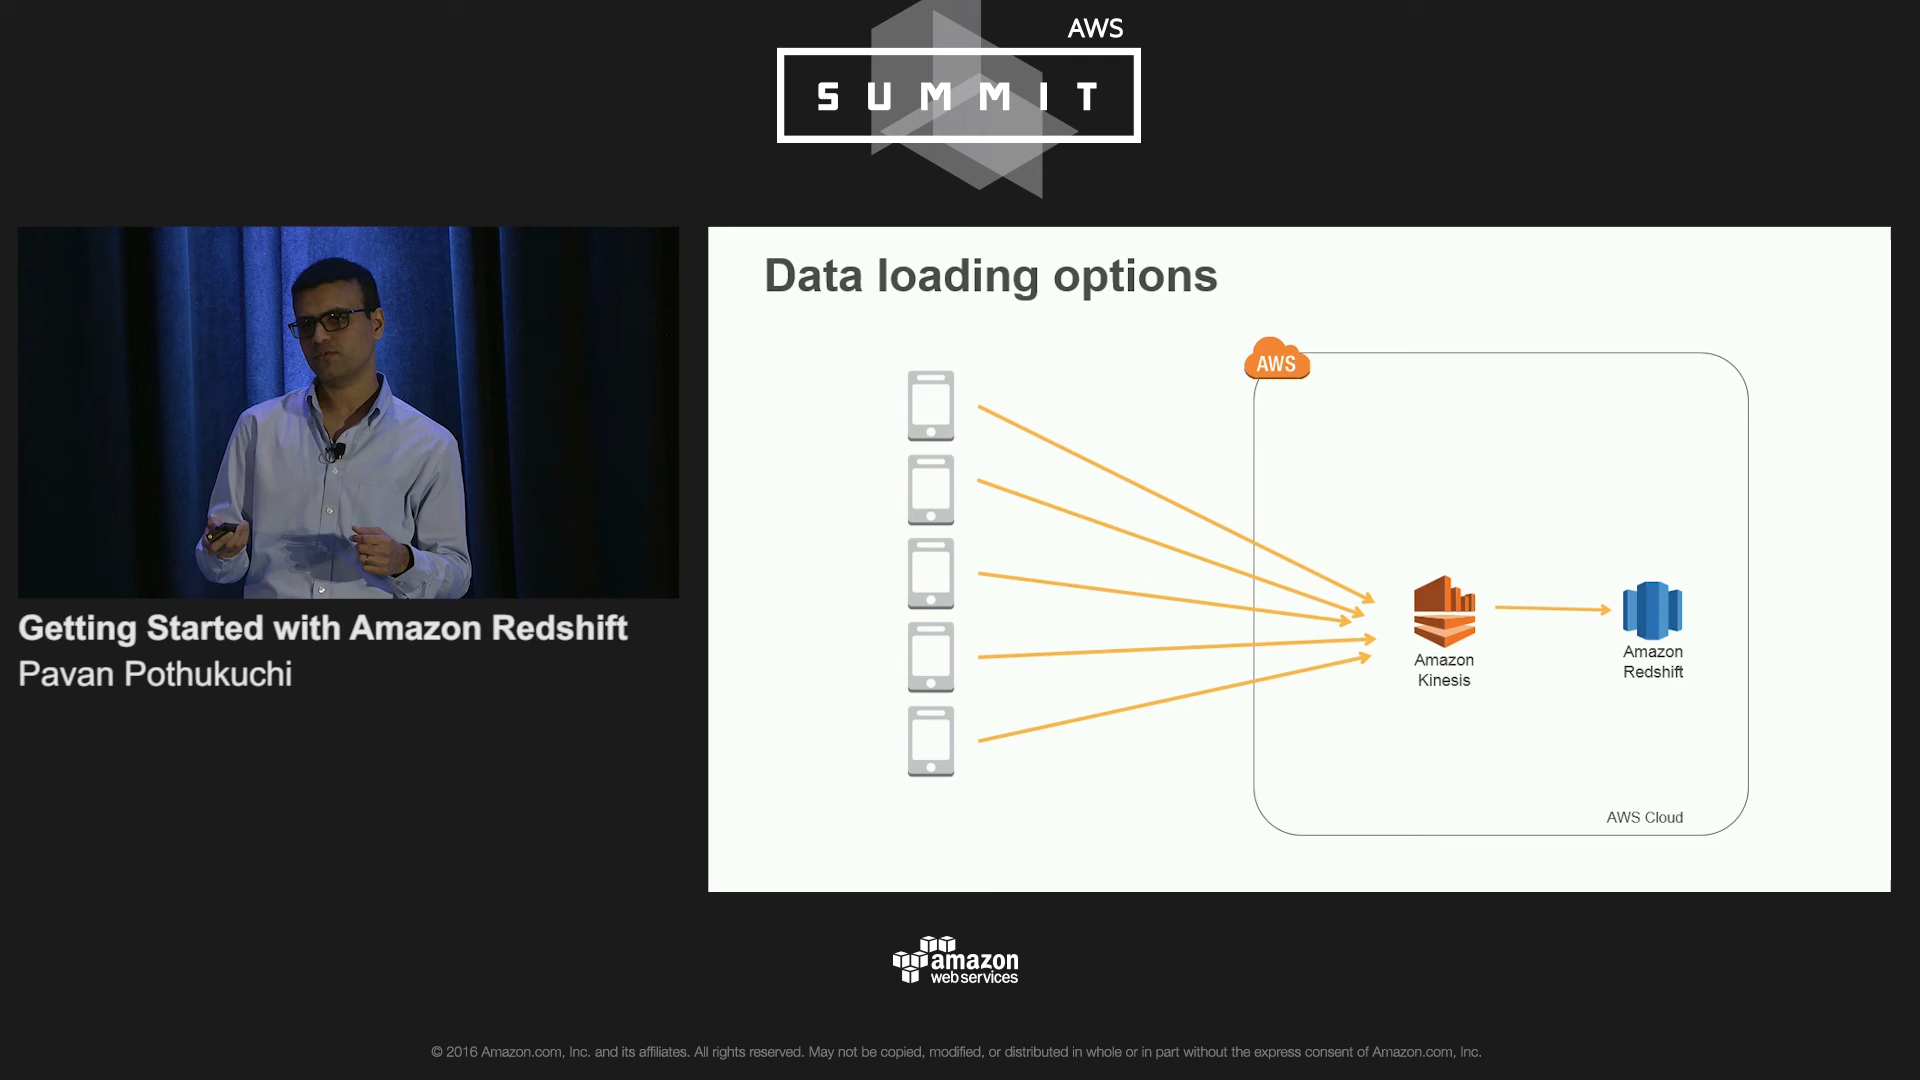 AWS
SUMMIT
Data loading options
AWS
Amazon
Kinesis
Amazon
Redshift
AWS Cloud
Getting Started with Amazon Redshift
Pavan Pothukuchi
amazon
webservices
© 2016 Amazon.com, Inc. and its affiliates. All rights reserved. May not be copied, modified, or distributed in whole or in part without the express consent of Amazon.com, Inc.